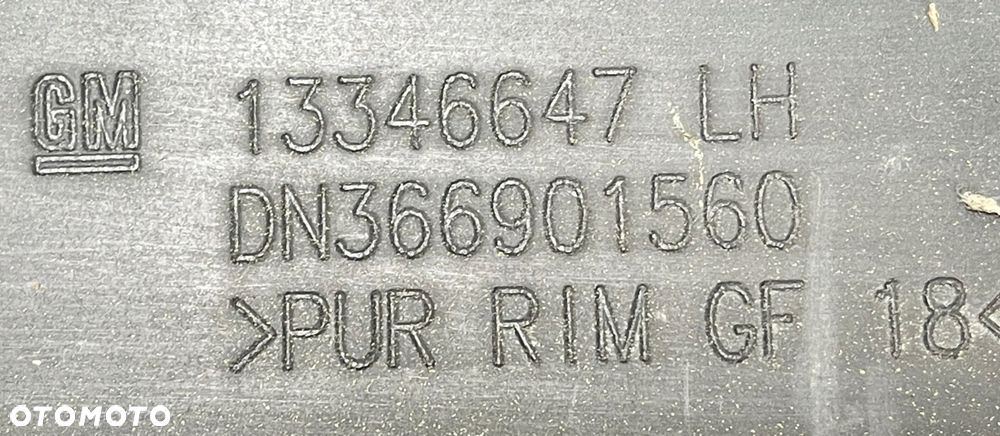 GM 13346647 LH
DN366901560
>PUR RIM GF 18<
OTOMOTO